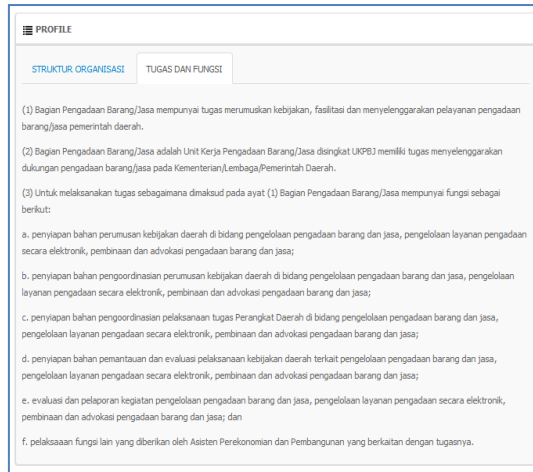 PROFILE
STRUKTUR ORGANISASI TUGAS DAN FUNGSI
(1) Bagian Pengadaan Barang/Jasa mempunyai tugas merumuskan kebijakan, fasilitasi dan menyelenggarakan pelayanan pengadaan
barang/jasa pemerintah daerah.
(2) Bagian Pengadaan Barang/Jasa adalah Unit Kerja Pengadaan Barang/Jasa disingkat UKPBJ memiliki tugas menyelenggarakan
dukungan pengadaan barang/jasa pada Kementerian/Lembaga/Pemerintah Daerah.
(3) Untuk melaksanakan tugas sebagaimana dimaksud pada ayat (1) Bagian Pengadaan Barang/Jasa mempunyai fungsi sebagai
berikut:
a. penyiapan bahan perumusan kebijakan daerah di bidang pengelolaan pengadaan barang dan jasa, pengelolaan layanan pengadaan
secara elektronik, pembinaan dan advokasi pengadaan barang dan jasa;
b. penyiapan bahan pengoordinasian perumusan kebijakan daerah di bidang pengelolaan pengadaan barang dan jasa, pengelolaan
layanan pengadaan secara elektronik, pembinaan dan advokasi pengadaan barang dan jasa;
c. penyiapan bahan pengoordinasian pelaksanaan tugas Perangkat Daerah di bidang pengelolaan pengadaan barang dan jasa,
pengelolaan layanan pengadaan secara elektronik, pembinaan dan advokasi pengadaan barang dan jasa;
d. penyiapan bahan pemantauan dan evaluasi pelaksanaan kebijakan daerah terkait pengelolaan pengadaan barang dan jasa,
pengelolaan layanan pengadaan secara elektronik, pembinaan dan advokasi pengadaan barang dan jasa;
e. evaluasi dan pelaporan kegiatan pengelolaan pengadaan barang dan jasa, pengelolaan layanan pengadaan secara elektronik,
pembinaan dan advokasi pengadaan barang dan jasa; dan
f. pelaksaaan fungsi lain yang diberikan oleh Asisten Perekonomian dan Pembangunan yang berkaitan dengan tugasnya.